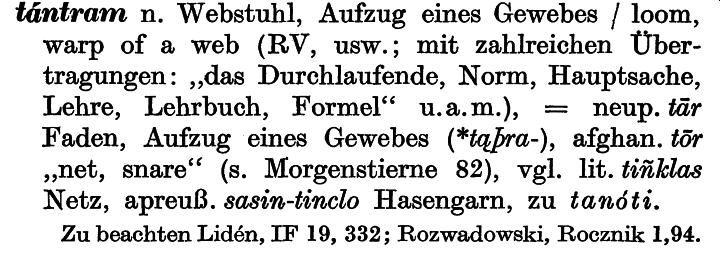 tántram n. Webstuhl, Aufzug eines Gewebes / loom,
warp of a web (RV, usw.; mit zahlreichen Über-
tragungen: „das Durchlaufende, Norm, Hauptsache,
Lehre, Lehrbuch, Formel“ u.a.m.), = neup. tār
Faden, Aufzug eines Gewebes (*tąþra-), afghan. tōr
„net, snare“ (s. Morgenstierne 82), vgl. lit. tiñklas
Netz, apreuß. sasin-tinclo Hasengarn, zu tanóti.
Zu beachten Lidén, IF 19, 332; Rozwadowski, Rocznik 1,94.